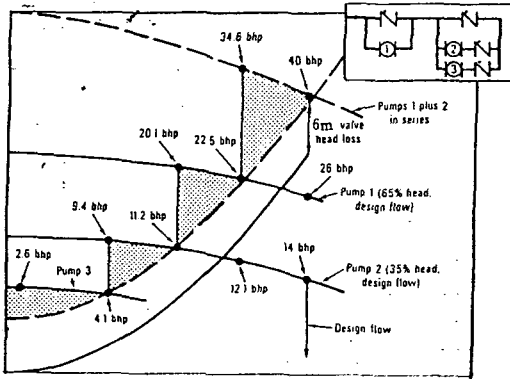 34.6 bhp
40 bhp
1
2
3
Pumps 1 plus 2
in series
6m valve
head loss
20.1 bhp
22.5 bhp
26 bhp
Pump 1 (65% head,
design flow)
9.4 bhp
11.2 bhp
14 bhp
2.6 bhp
Pump 3
Pump 2 (35% head,
design flow)
12.1 bhp
4.1 bhp
Design flow